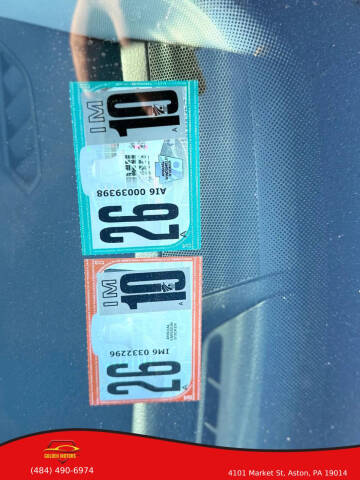 IM
10
A
26
AI6 00039398
A
IM
10
A
26
IM6 0332296
A
GOLDEN MOTORS
(484) 490-6974
4101 Market St, Aston, PA 19014